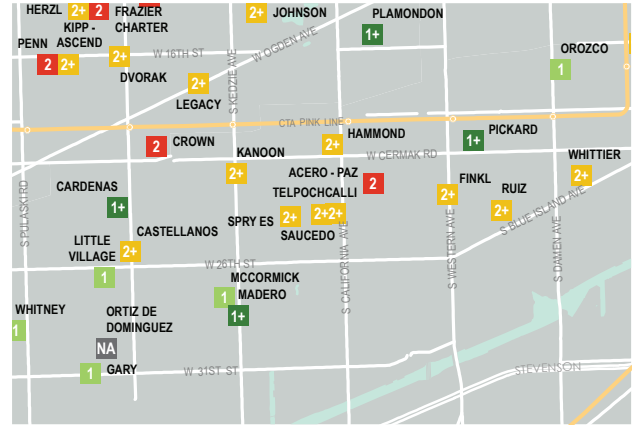 HERZL 2+ 2 FRAZIER
CHARTER
2+ JOHNSON
PLAMONDON
1+
KIPP -
ASCEND
PENN
2 2+
2+
DVORAK
W 16TH ST
W OGDEN AVE
S KEDZIE AVE
OROZCO
1
2+
LEGACY
CTA PINK LINE
2 CROWN
HAMMOND
2+
PICKARD
1+
W CERMAK RD
KANOON
2+
ACERO - PAZ
2
WHITTIER
2+
CARDENAS
1+
TELPOCHCALLI
FINKL
2+
RUIZ
2+
S BLUE ISLAND AVE
S PULASKI RD
SPRY ES 2+
2+2+
SAUCEDO
CASTELLANOS
2+
LITTLE
VILLAGE
1
W 26TH ST
S CALIFORNIA AVE
S WESTERN AVE
S DAMEN AVE
MCCORMICK
1 MADERO
1+
WHITNEY
1
ORTIZ DE
DOMINGUEZ
NA
1 GARY
W 31ST ST
STEVENSON